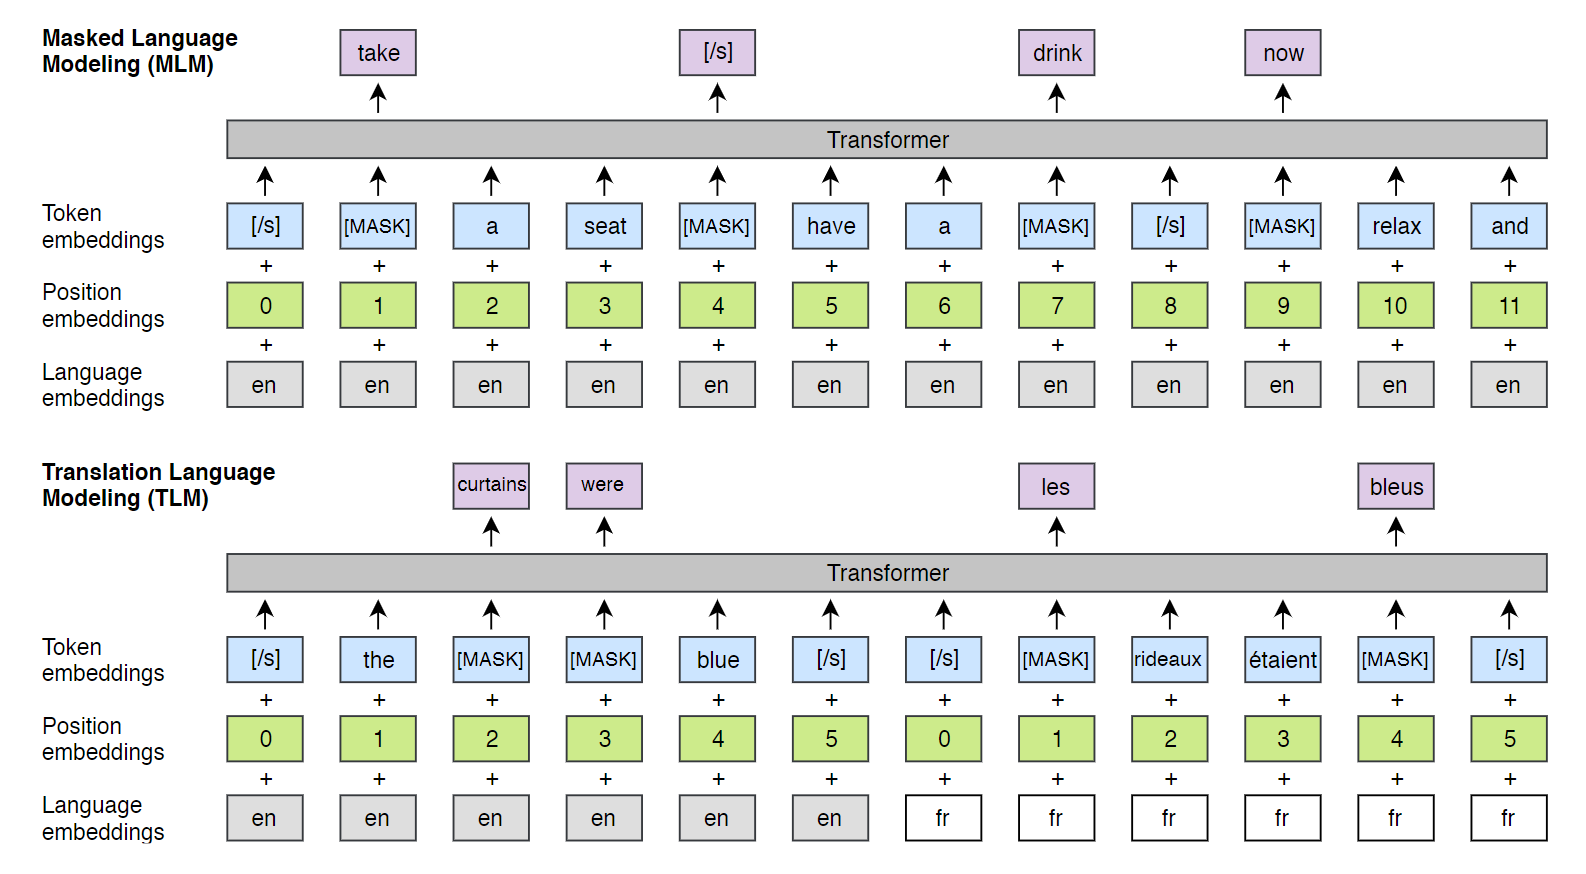 Masked Language
Modeling (MLM)
take [/s] drink now
Transformer
Token
embeddings
[/s] [MASK] a seat [MASK] have a [MASK] [/s] [MASK] relax and
+ + + + + + + + + + + +
Position
embeddings
0 1 2 3 4 5 6 7 8 9 10 11
+ + + + + + + + + + + +
Language
embeddings
en en en en en en en en en en en en
Translation Language
Modeling (TLM)
curtains were les bleus
Transformer
Token
embeddings
[/s] the [MASK] [MASK] blue [/s] [/s] [MASK] rideaux étaient [MASK] [/s]
+ + + + + + + + + + + +
Position
embeddings
0 1 2 3 4 5 0 1 2 3 4 5
+ + + + + + + + + + + +
Language
embeddings
en en en en en en fr fr fr fr fr fr